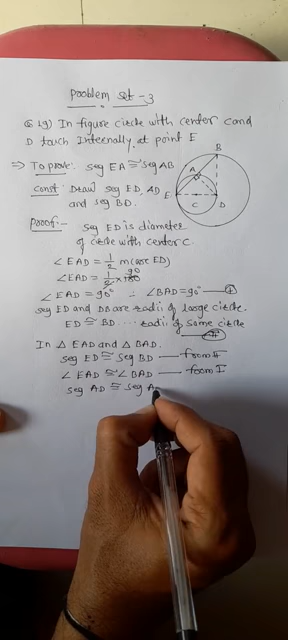 Problem set -3
Q 19) In figure circle with center C and
D touch Internally at point E
⇒ To prove: seg EA ≅ seg AB
const: Draw seg ED, AD
and seg BD.
B
A
E
C
D
Proof:-
seg ED is diameter
of circle with center C.
∠EAD = 1/2 m(arc ED)
∠EAD = 1/2 × 180 90
∠EAD = 90° ∴ ∠BAD = 90° — I
seg ED and DB are radii of large circle.
ED ≅ BD ... radii of same circle
— II
In △ EAD and △ BAD.
seg ED ≅ seg BD — from II
∠ EAD ≅ ∠ BAD — from I
seg AD ≅ seg A